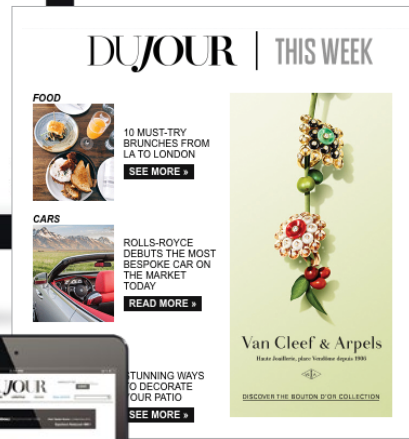 DUJOUR | THIS WEEK
FOOD
10 MUST-TRY
BRUNCHES FROM
LA TO LONDON
SEE MORE »
CARS
ROLLS-ROYCE
DEBUTS THE MOST
BESPOKE CAR ON
THE MARKET
TODAY
READ MORE »
STUNNING WAYS
TO DECORATE
YOUR PATIO
SEE MORE »
Van Cleef & Arpels
Haute Joaillerie, place Vendôme depuis 1906
DISCOVER THE BOUTON D'OR COLLECTION
JOUR